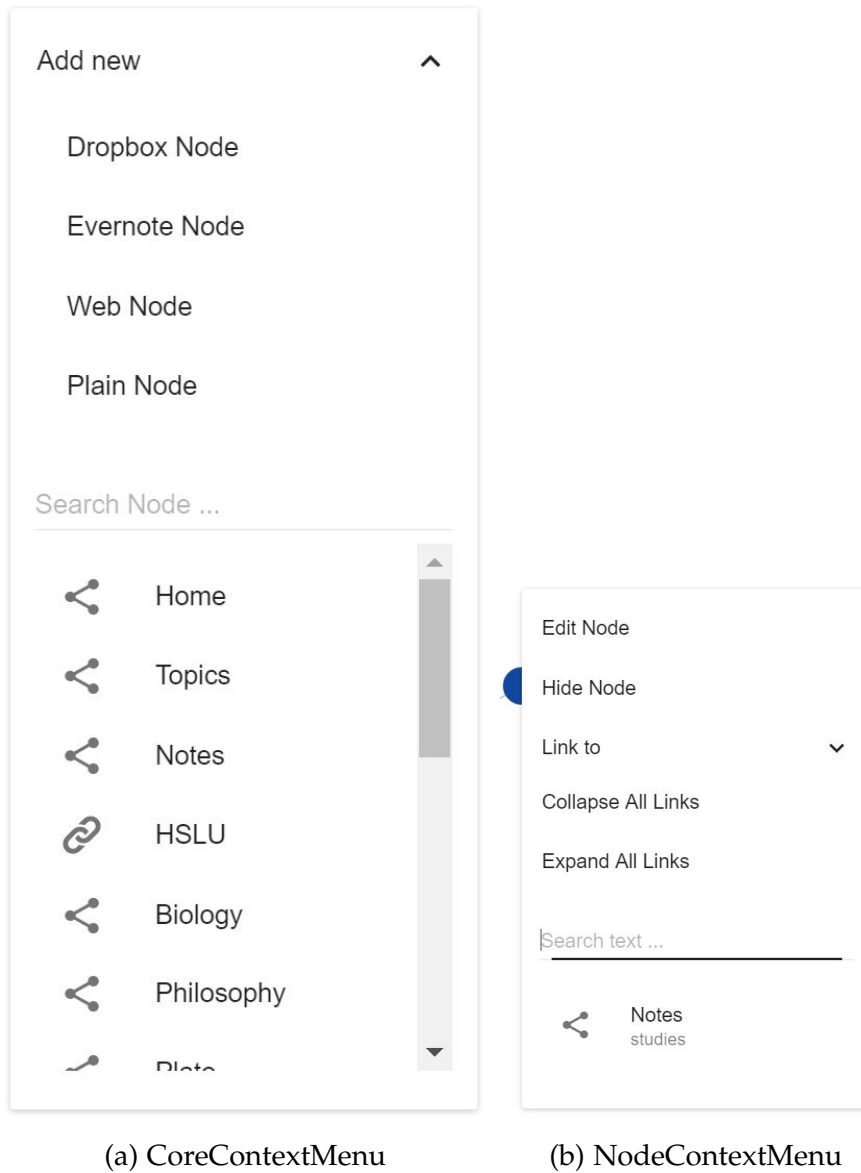 Add new
Dropbox Node
Evernote Node
Web Node
Plain Node
Search Node ...
Home
Topics
Notes
HSLU
Biology
Philosophy
Plato
(a) CoreContextMenu
Edit Node
Hide Node
Link to
Collapse All Links
Expand All Links
Search text ...
Notes
studies
(b) NodeContextMenu